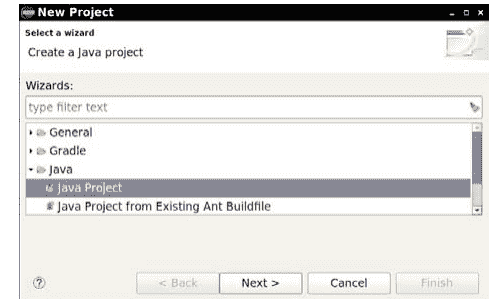 New Project
Select a wizard
Create a Java project
Wizards:
type filter text
General
Gradle
Java
Java Project
Java Project from Existing Ant Buildfile
? < Back Next > Cancel Finish